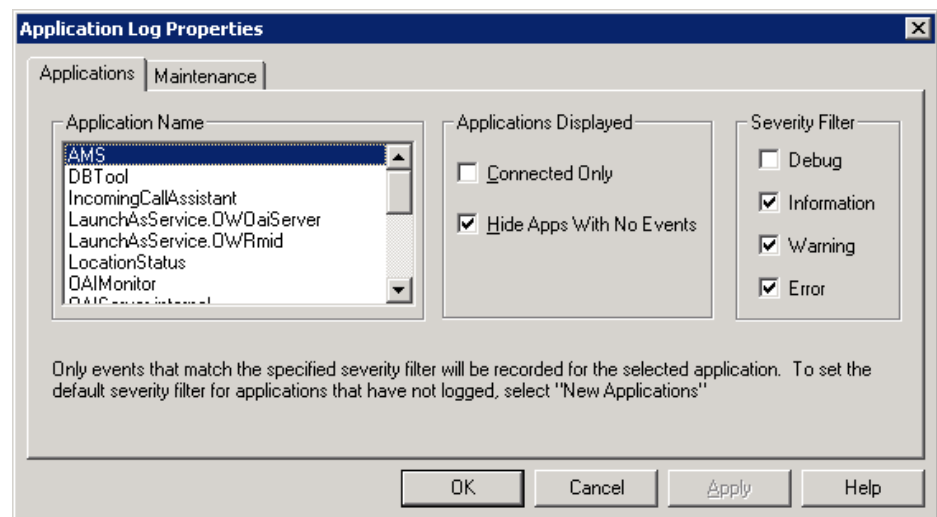 Application Log Properties
Applications
Maintenance
Application Name
AMS
DBTool
IncomingCallAssistant
LaunchAsService.OWOaiServer
LaunchAsService.OWRmid
LocationStatus
OAIMonitor
Applications Displayed
Connected Only
Hide Apps With No Events
Severity Filter
Debug
Information
Warning
Error
Only events that match the specified severity filter will be recorded for the selected application.  To set the
default severity filter for applications that have not logged, select "New Applications"
OK
Cancel
Apply
Help